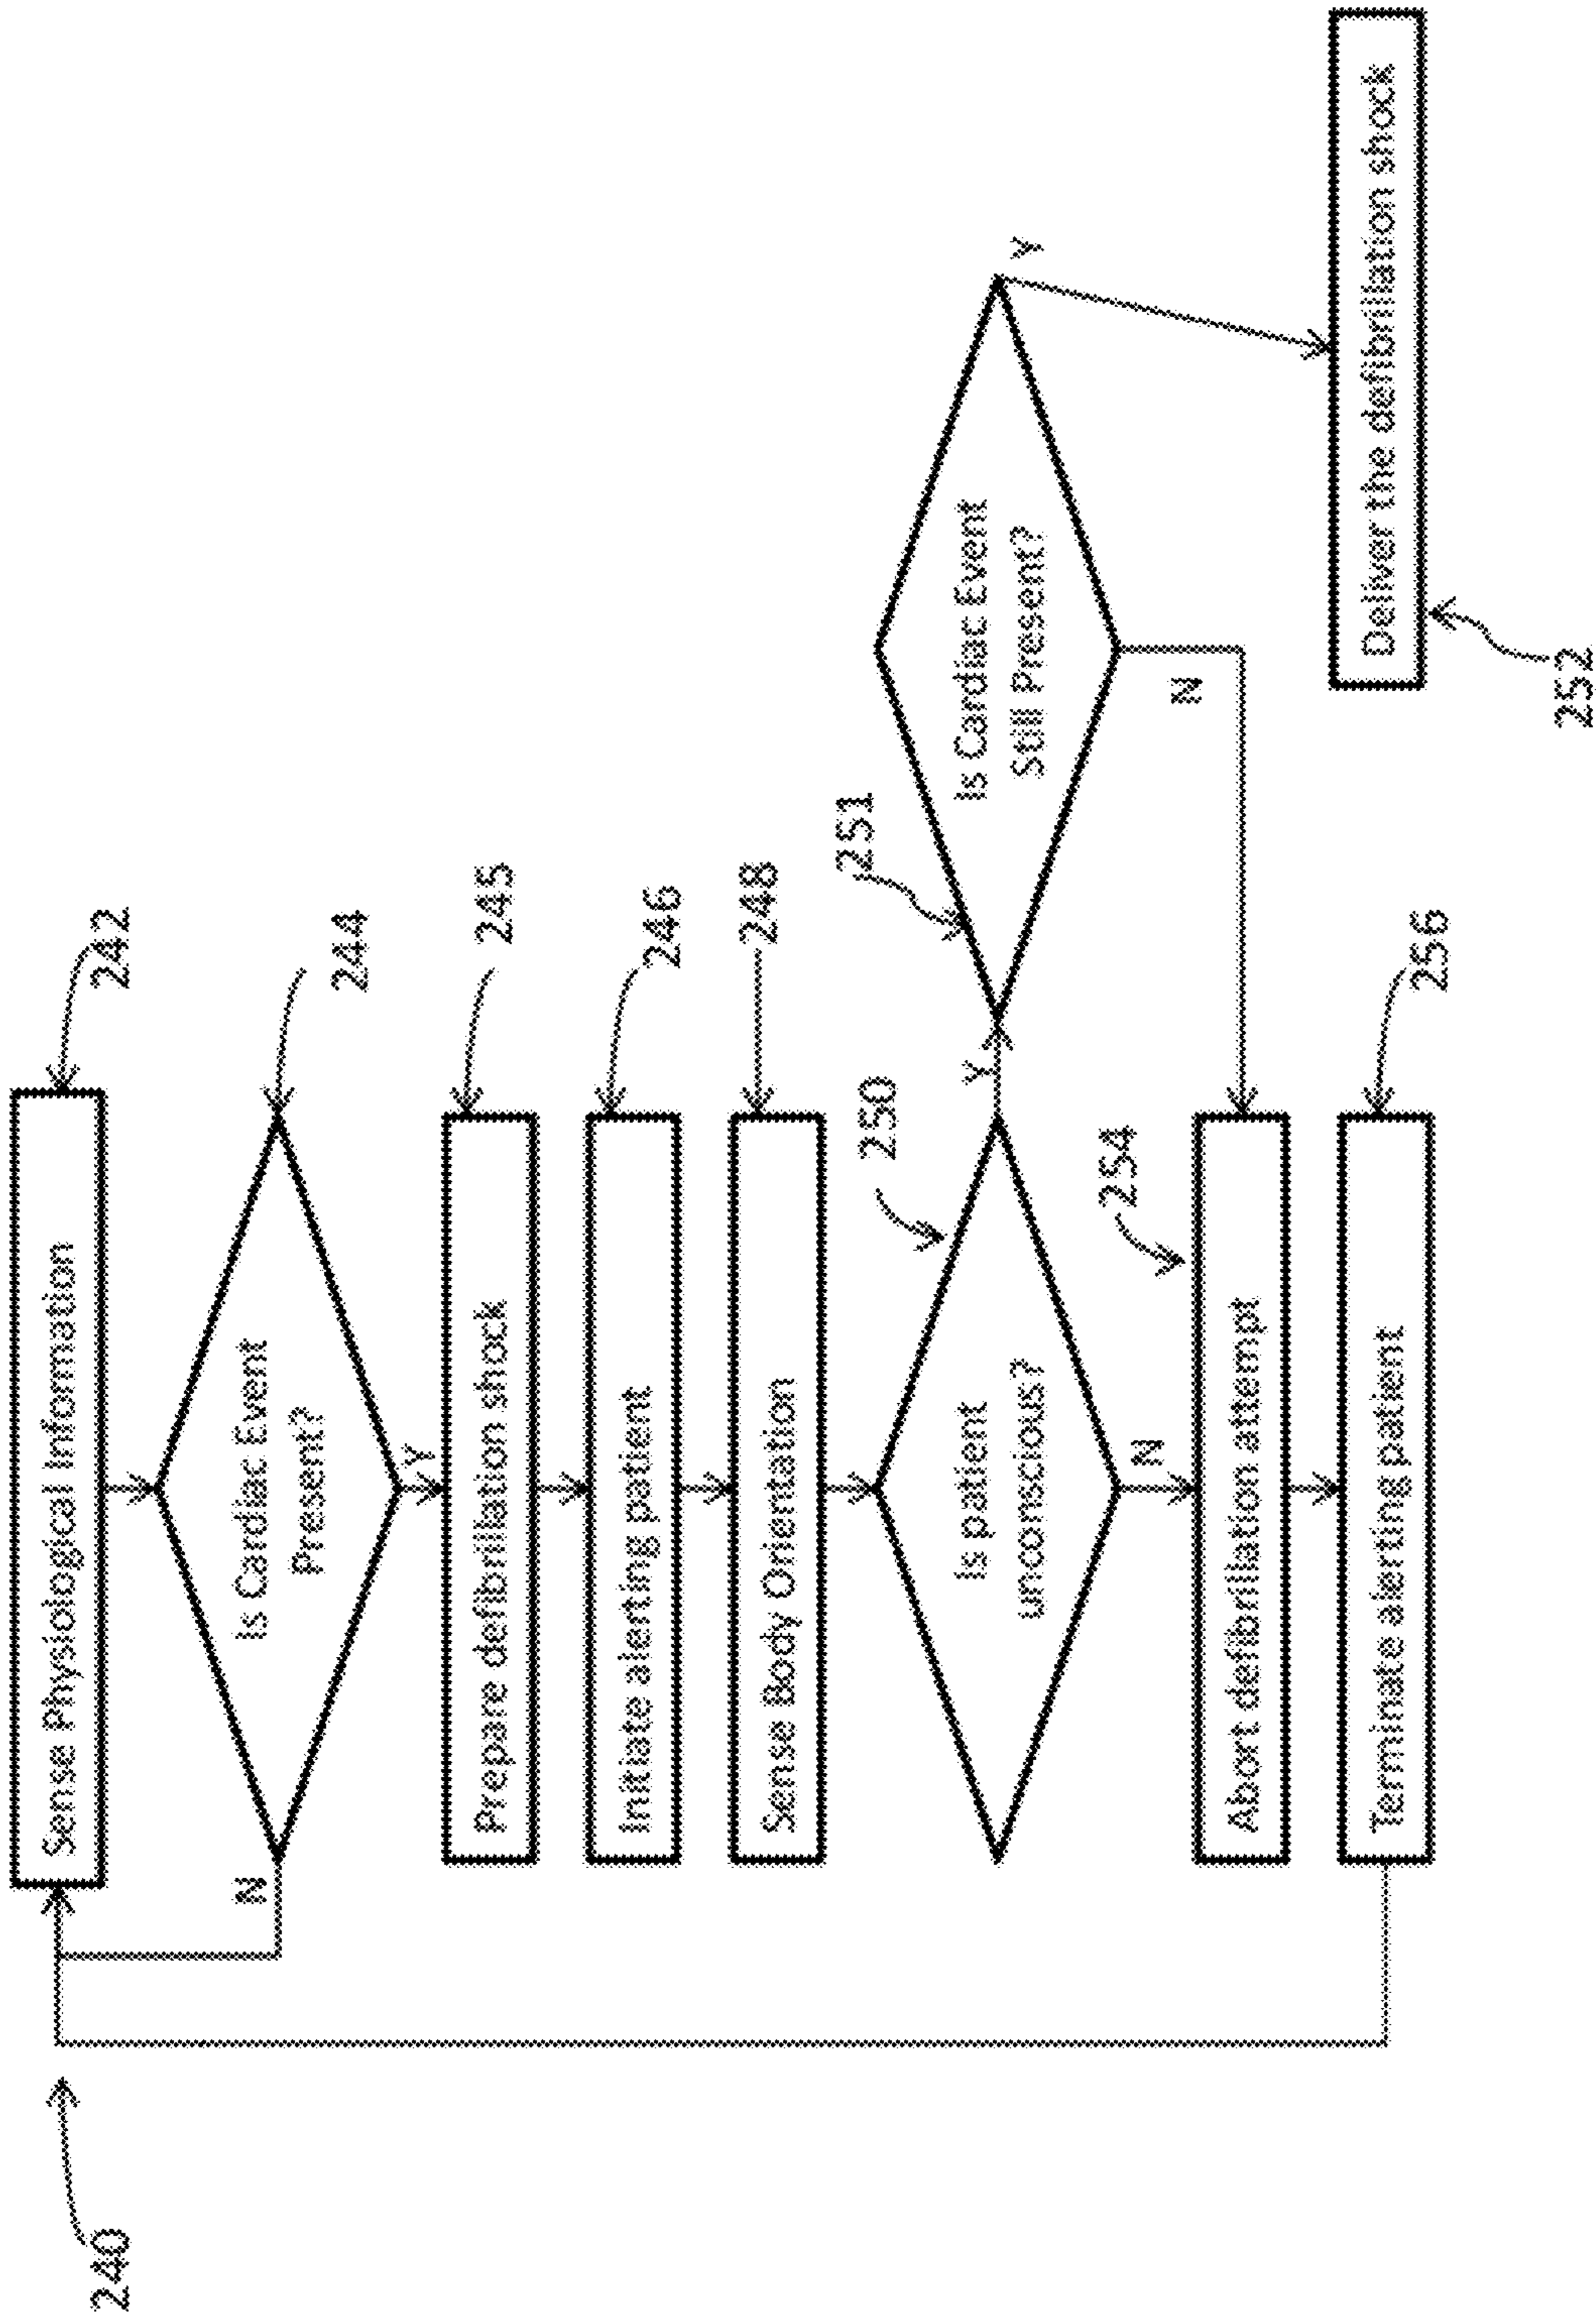 240
Sense Physiological Information
242
Is Cardiac Event
Present?
244
N
Y
Prepare defibrillation shock
245
Initiate alerting patient
246
Sense Body Orientation
248
Is patient
unconscious?
250
Y
N
Is Cardiac Event
Still Present?
251
Y
N
Abort defibrillation attempt
254
Terminate alerting patient
256
Deliver the defibrillation shock
252